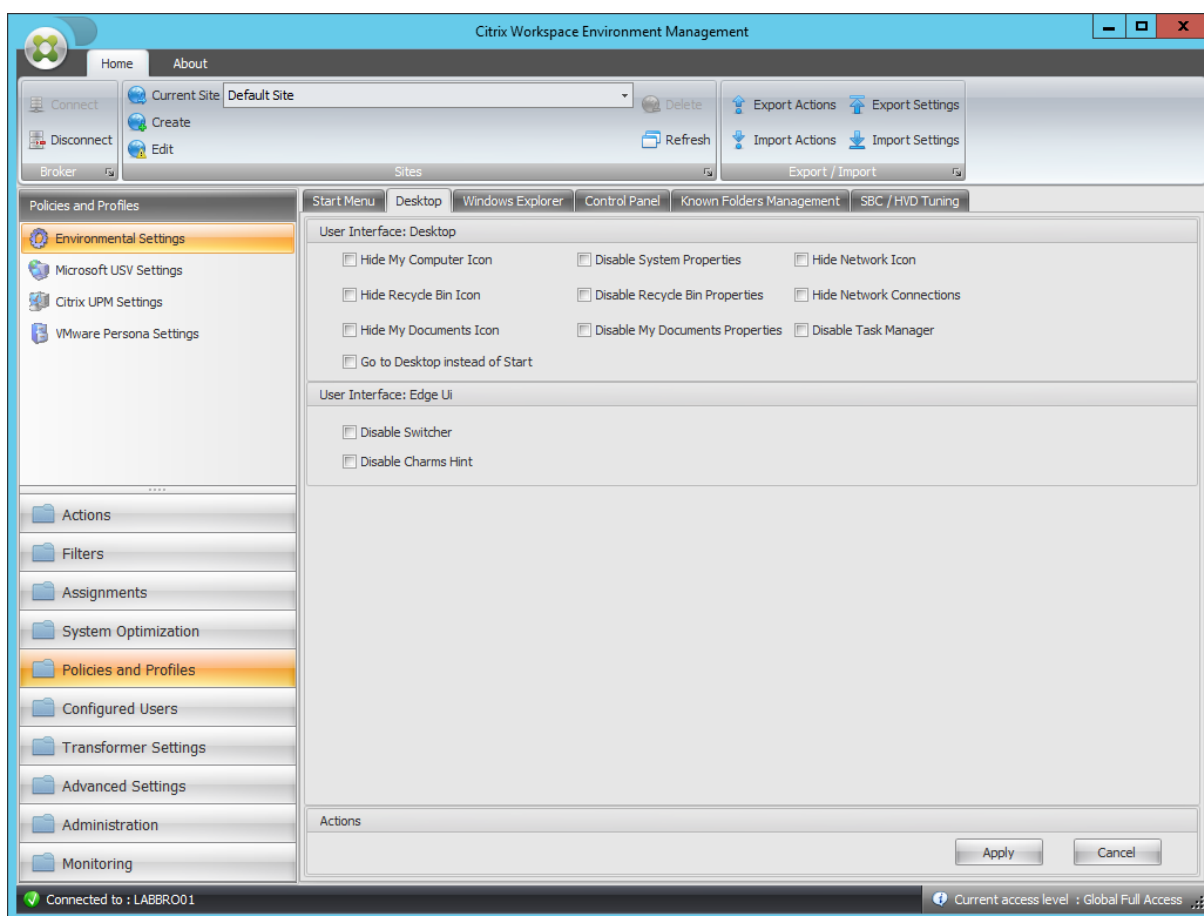 Citrix Workspace Environment Management
Home About
Connect
Disconnect
Broker
Current Site Default Site
Create
Edit
Delete
Refresh
Sites
Export Actions Export Settings
Import Actions Import Settings
Export / Import
Policies and Profiles
Environmental Settings
Microsoft USV Settings
Citrix UPM Settings
VMware Persona Settings
Actions
Filters
Assignments
System Optimization
Policies and Profiles
Configured Users
Transformer Settings
Advanced Settings
Administration
Monitoring
Start Menu Desktop Windows Explorer Control Panel Known Folders Management SBC / HVD Tuning
User Interface: Desktop
Hide My Computer Icon Disable System Properties Hide Network Icon
Hide Recycle Bin Icon Disable Recycle Bin Properties Hide Network Connections
Hide My Documents Icon Disable My Documents Properties Disable Task Manager
Go to Desktop instead of Start
User Interface: Edge Ui
Disable Switcher
Disable Charms Hint
Actions
Apply Cancel
Connected to : LABBRO01 Current access level : Global Full Access